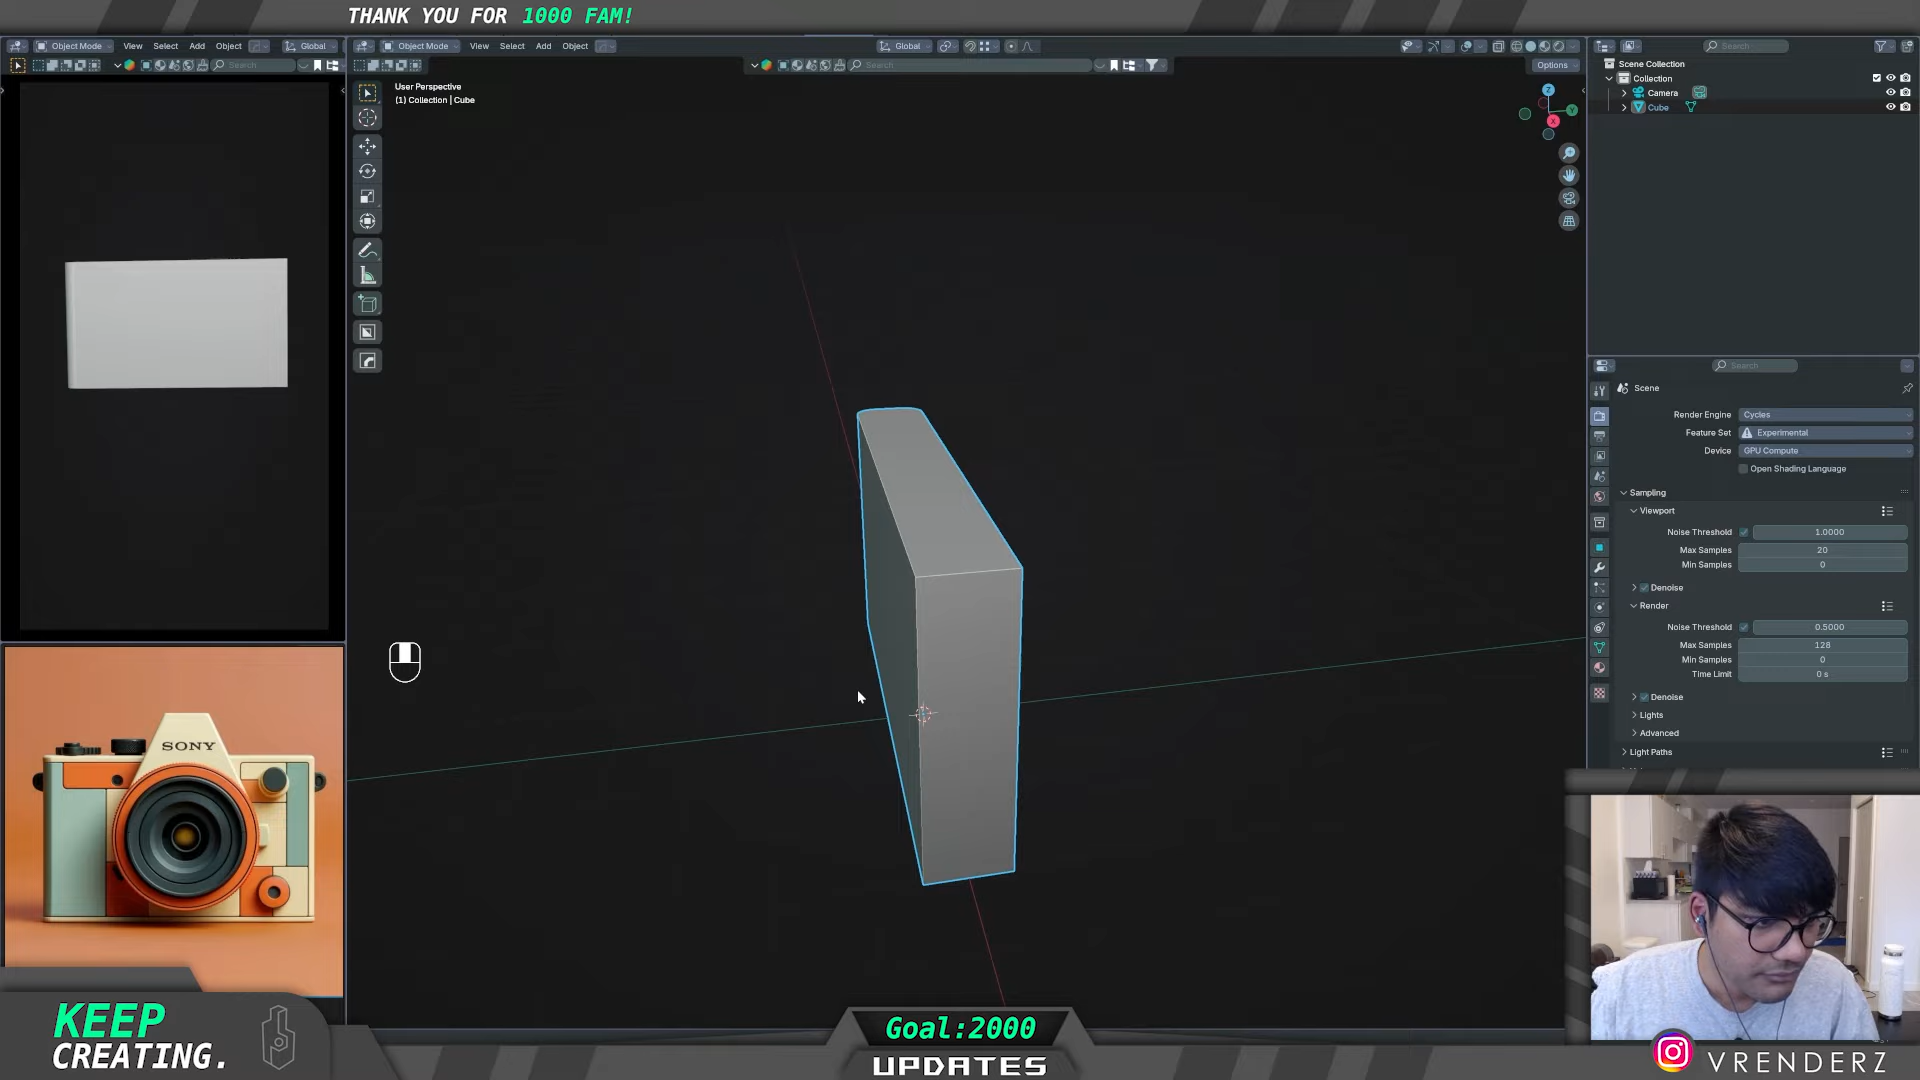 THANK YOU FOR 1000 FAM!
Object Mode View Select Add Object Global
Search
Object Mode View Select Add Object Global
Search
Options
User Perspective
(1) Collection | Cube
Z
Y
X
Search
Scene Collection
Collection
Camera
Cube
Search
Scene
Render Engine Cycles
Feature Set Experimental
Device GPU Compute
Open Shading Language
Sampling
Viewport
Noise Threshold 1.0000
Max Samples 20
Min Samples 0
Denoise
Render
Noise Threshold 0.5000
Max Samples 128
Min Samples 0
Time Limit 0 s
Denoise
Lights
Advanced
Light Paths
SONY
KEEP
CREATING.
Goal:2000
UPDATES
VRENDERZ